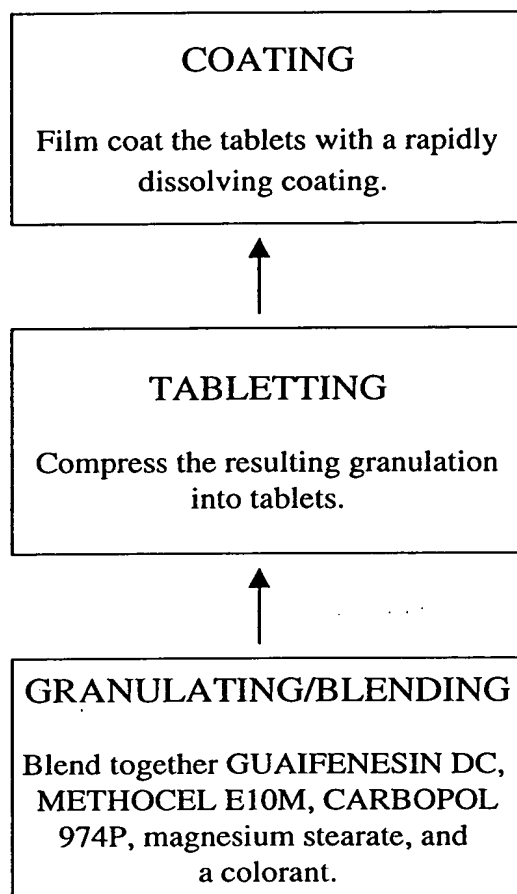 COATING
Film coat the tablets with a rapidly
dissolving coating.
TABLETTING
Compress the resulting granulation
into tablets.
GRANULATING/BLENDING
Blend together GUAIFENESIN DC,
METHOCEL E10M, CARBOPOL
974P, magnesium stearate, and
a colorant.